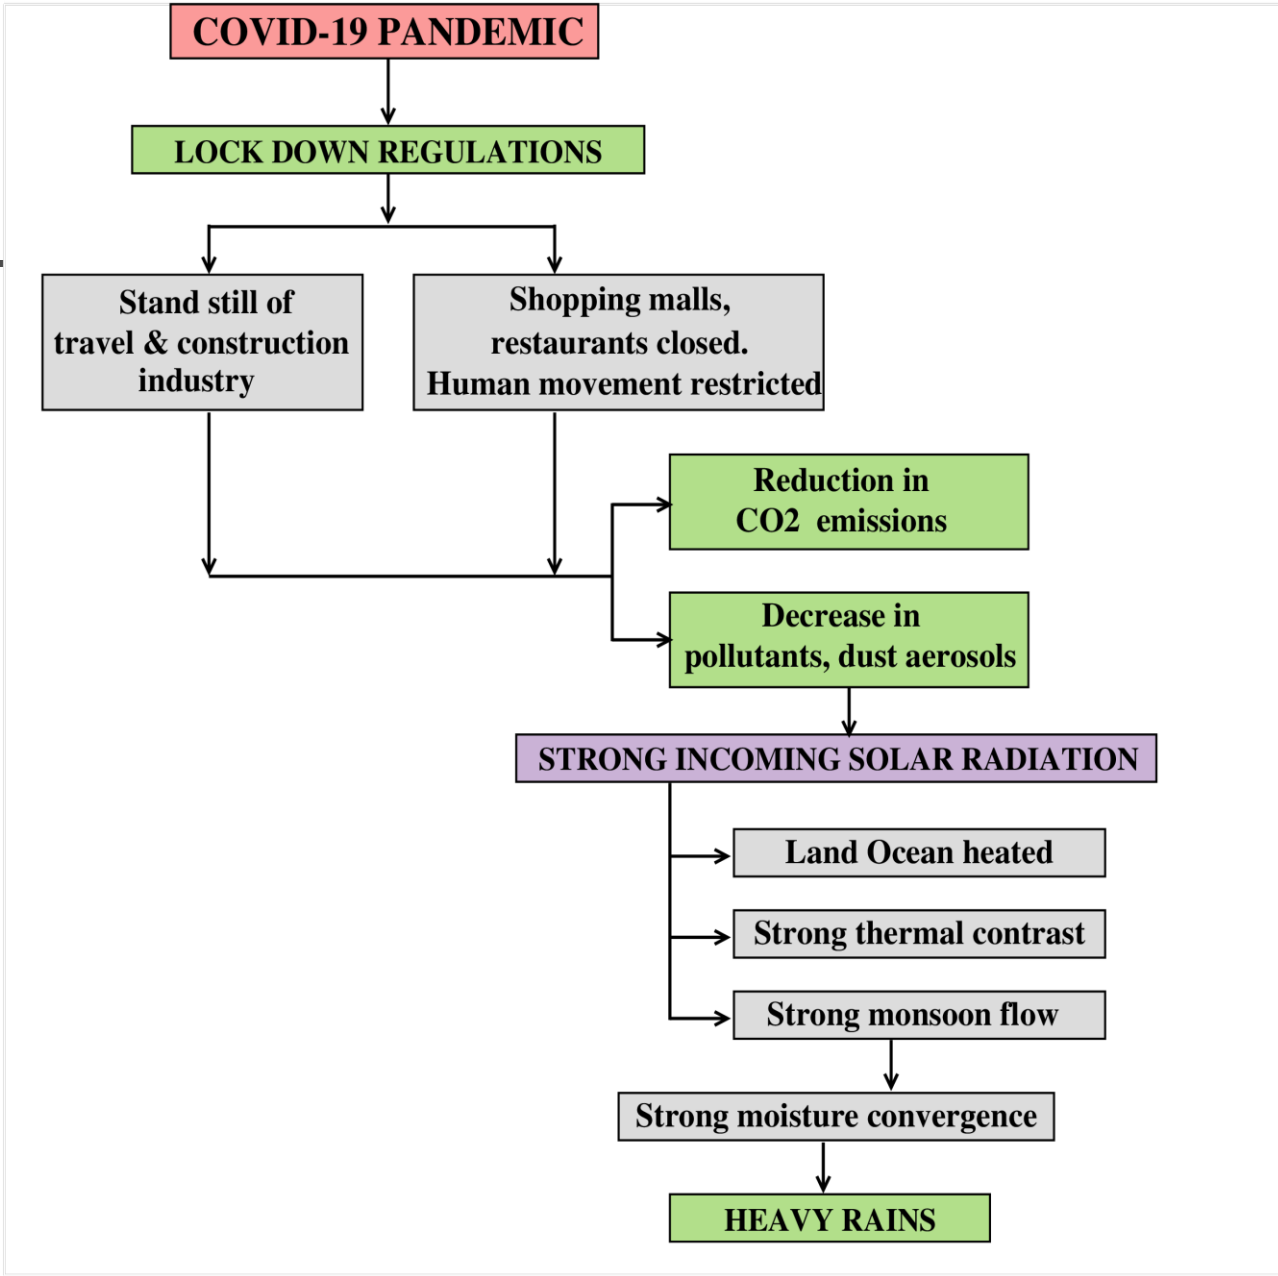 COVID-19 PANDEMIC
LOCK DOWN REGULATIONS
Stand still of
travel & construction
industry
Shopping malls,
restaurants closed.
Human movement restricted
Reduction in
CO2 emissions
Decrease in
pollutants, dust aerosols
STRONG INCOMING SOLAR RADIATION
Land Ocean heated
Strong thermal contrast
Strong monsoon flow
Strong moisture convergence
HEAVY RAINS